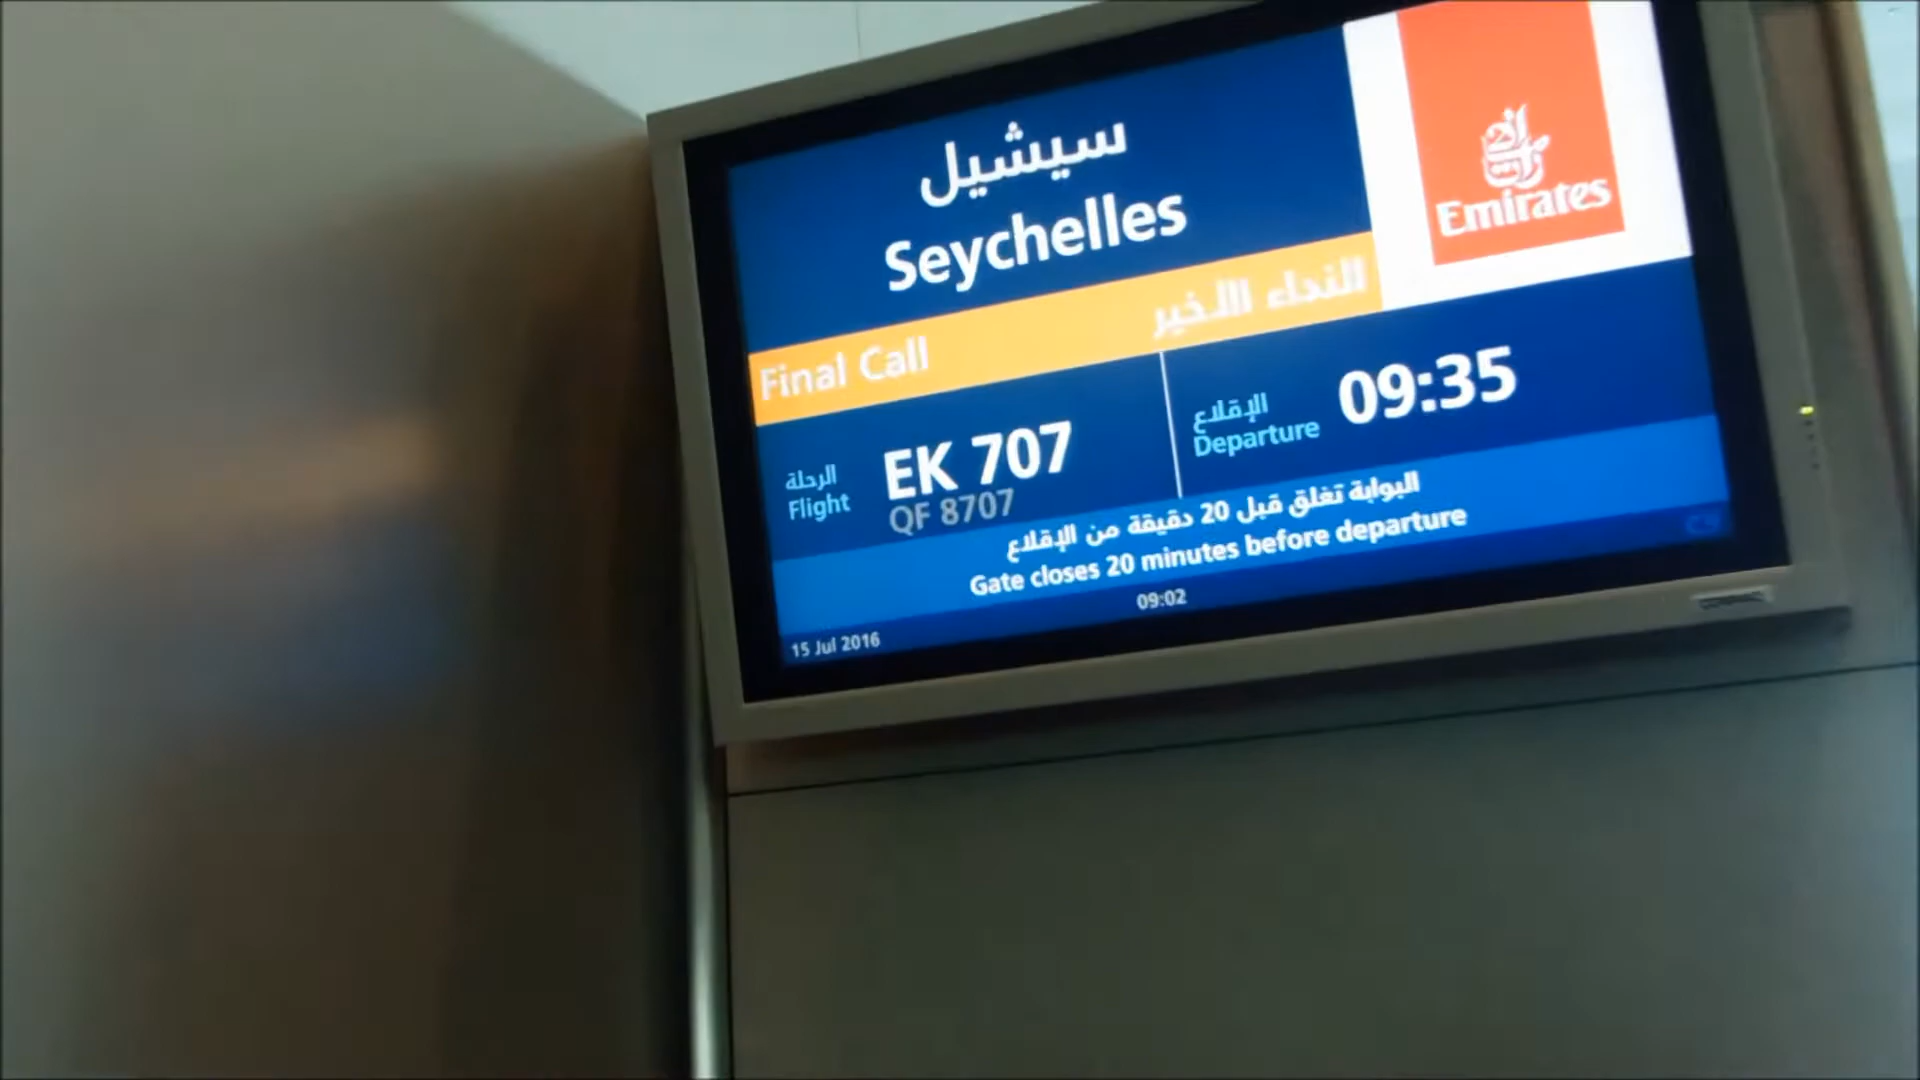 سيشيل
Seychelles
Emirates
Final Call
النداء الأخير
الرحلة
Flight
EK 707
QF 8707
الإقلاع
Departure
09:35
البوابة تغلق قبل 20 دقيقة من الإقلاع
Gate closes 20 minutes before departure
09:02
15 Jul 2016